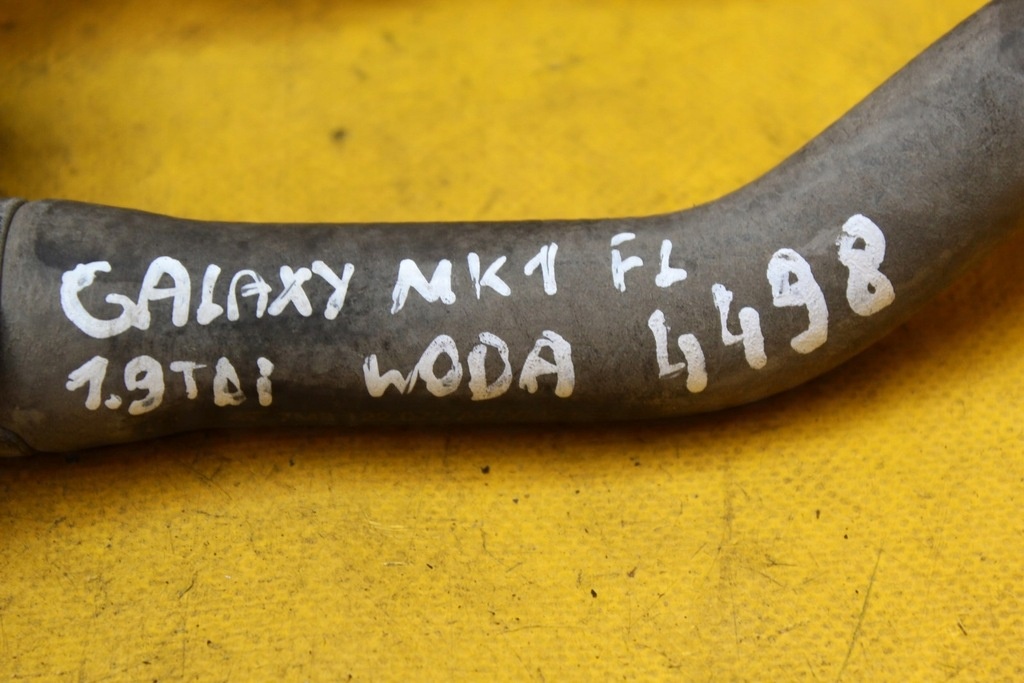 GALAXY MK1 FL
1.9TDi WODA 4498